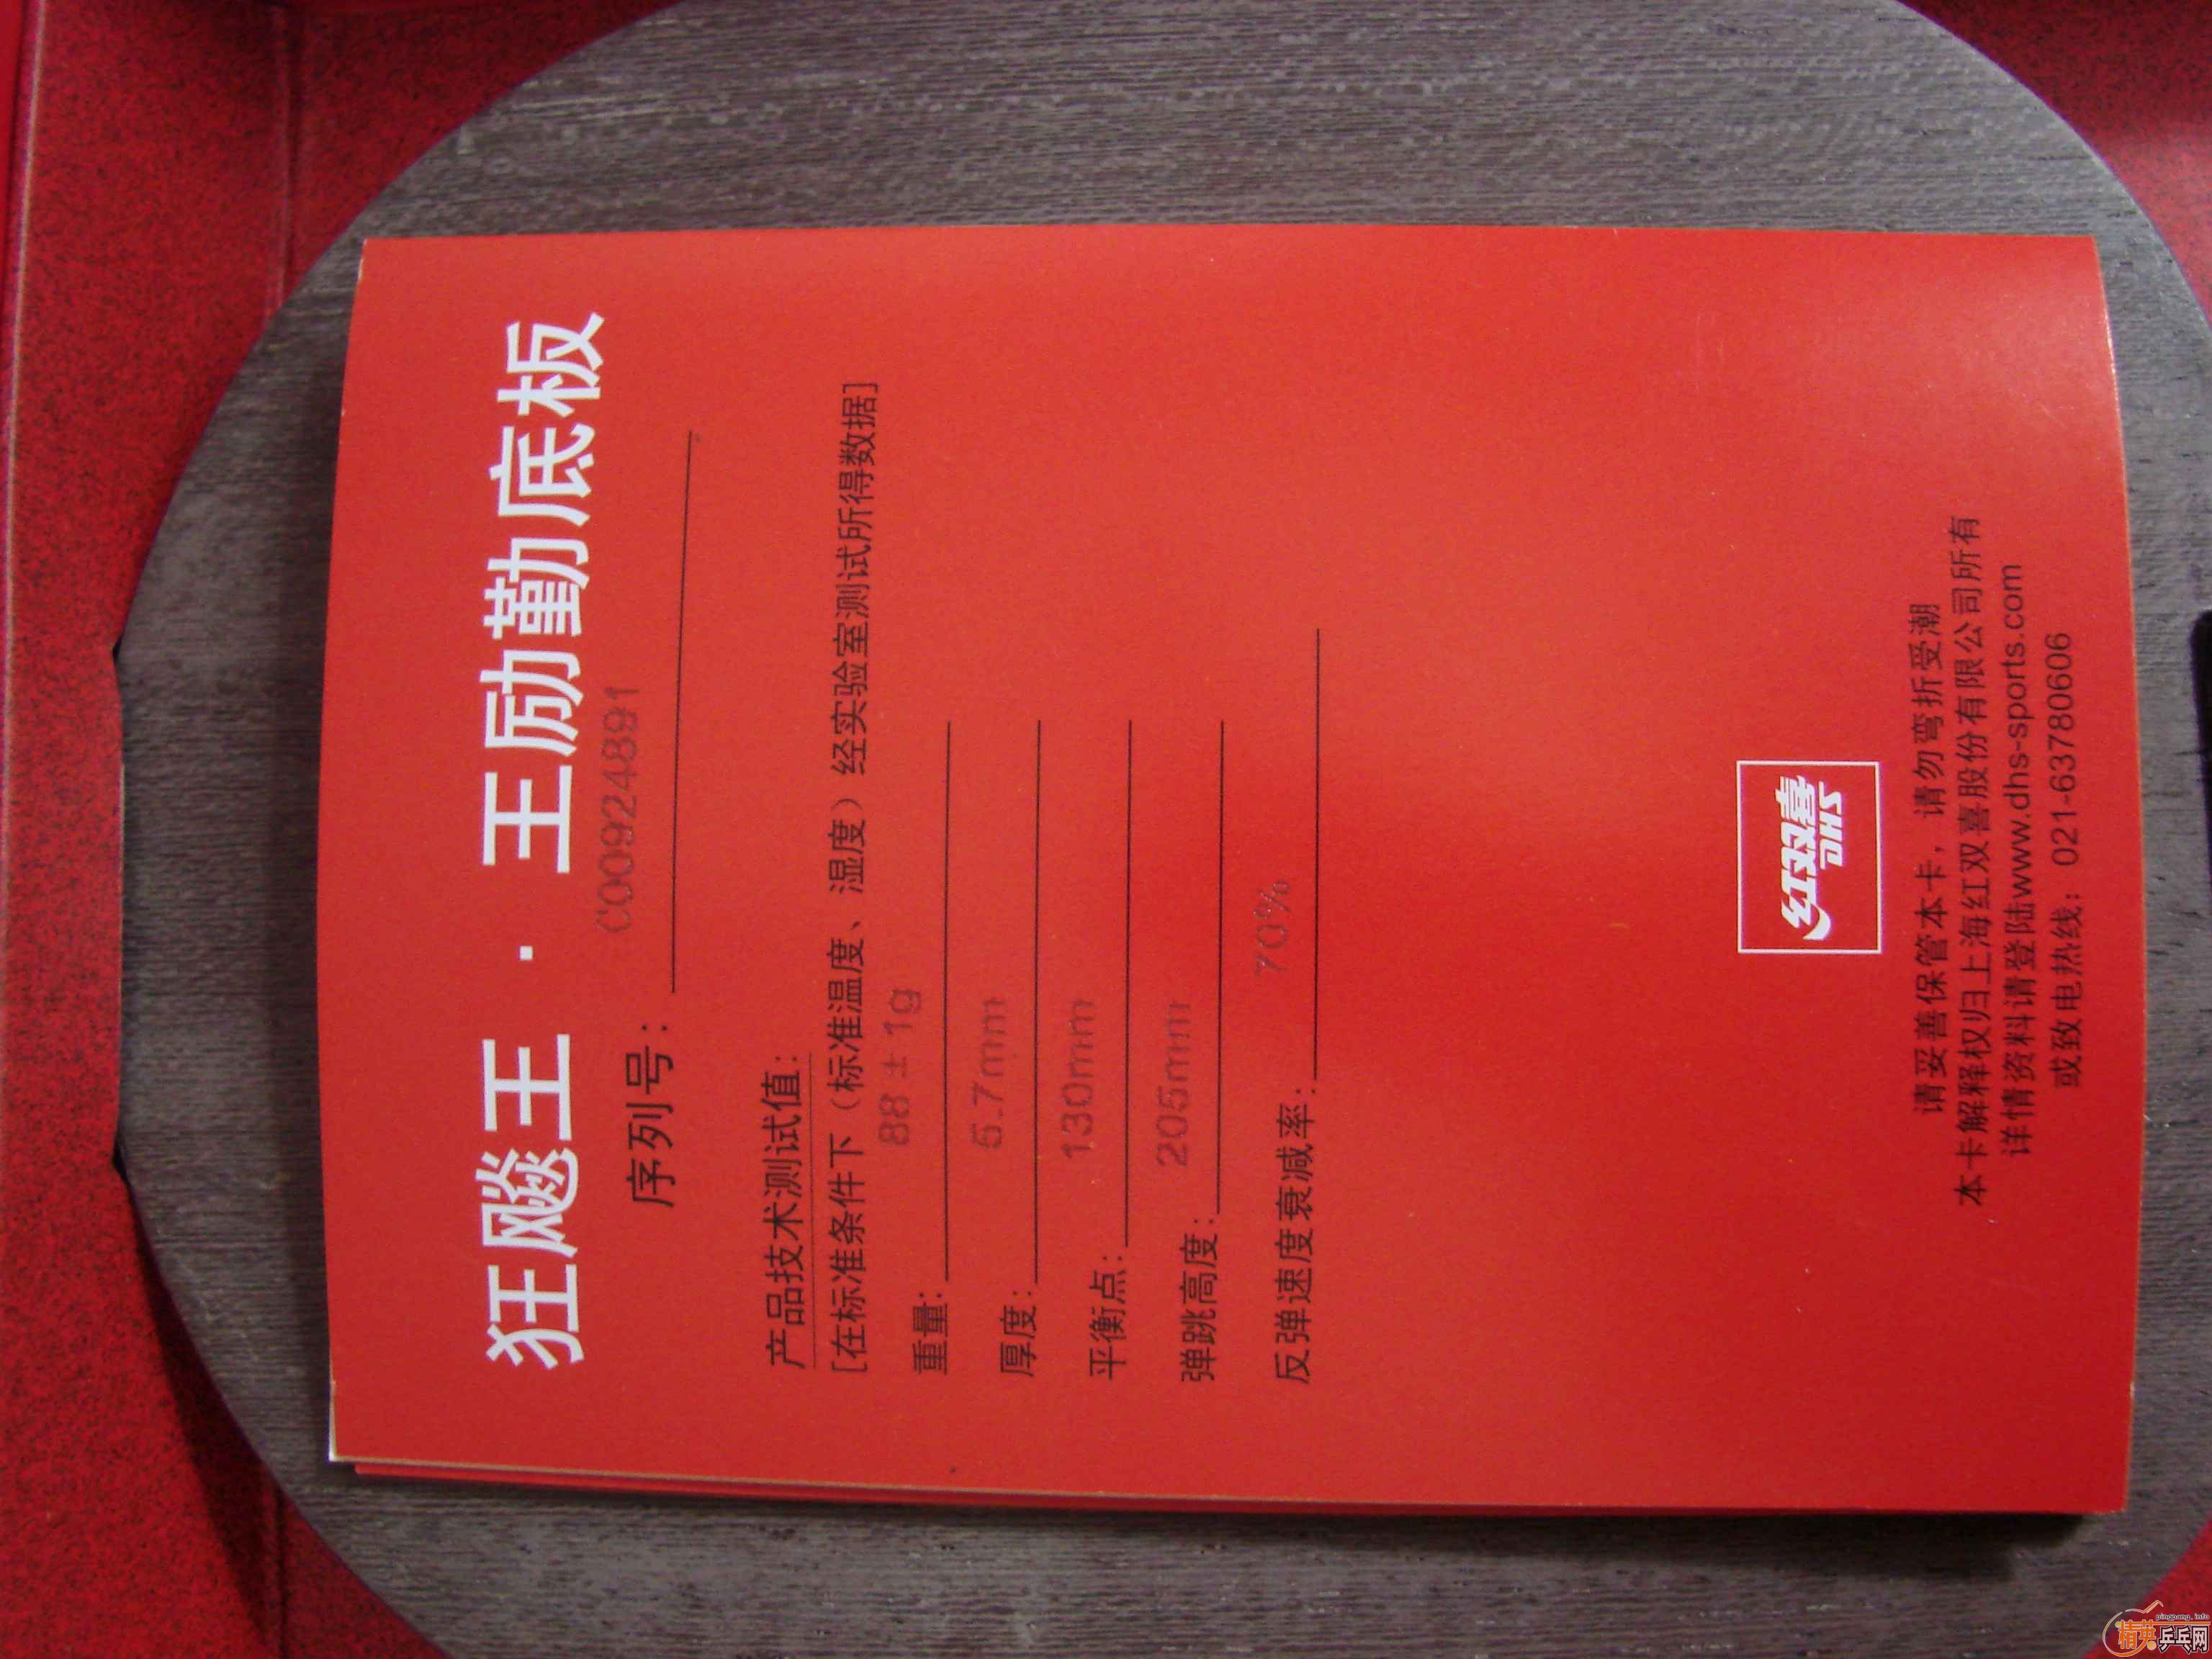 狂飚王·王励勤底板
序列号：C00924891
产品技术测试值：
[在标准条件下（标准温度、湿度）经实验室测试所得数据]
重量：88±1g
厚度：5.7mm
平衡点：130mm
弹跳高度：205mm
反弹速度衰减率：70%
红双喜
DHS
请妥善保管本卡，请勿弯折受潮
本卡解释权归上海红双喜股份有限公司所有
详情资料请登陆www.dhs-sports.com
或致电热线：021-63780606
pingpang.info
精英乒乓网